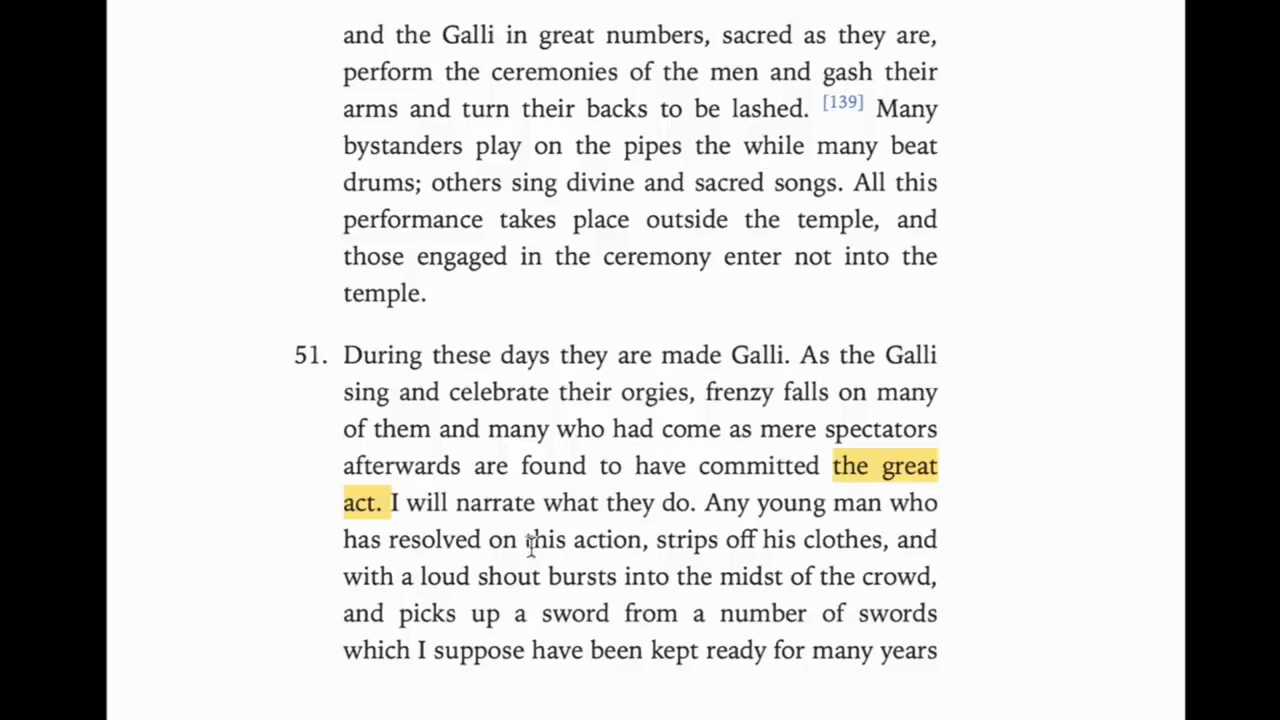 and the Galli in great numbers, sacred as they are,
perform the ceremonies of the men and gash their
arms and turn their backs to be lashed. [139] Many
bystanders play on the pipes the while many beat
drums; others sing divine and sacred songs. All this
performance takes place outside the temple, and
those engaged in the ceremony enter not into the
temple.
51. During these days they are made Galli. As the Galli
sing and celebrate their orgies, frenzy falls on many
of them and many who had come as mere spectators
afterwards are found to have committed the great
act. I will narrate what they do. Any young man who
has resolved on this action, strips off his clothes, and
with a loud shout bursts into the midst of the crowd,
and picks up a sword from a number of swords
which I suppose have been kept ready for many years